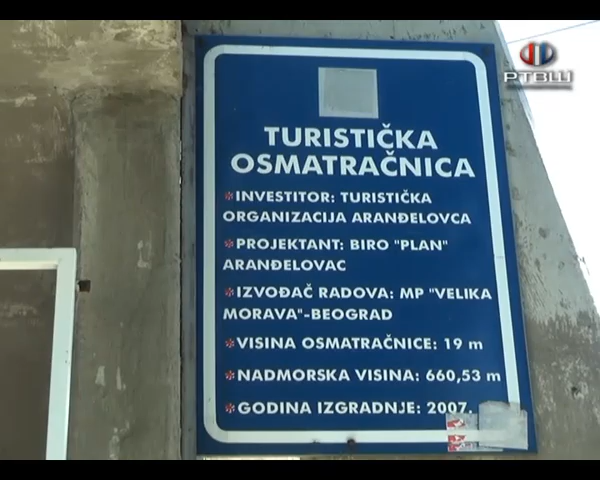 РТВШ
TURISTIČKA
OSMATRAČNICA
*INVESTITOR: TURISTIČKA
ORGANIZACIJA ARANĐELOVCA
*PROJEKTANT: BIRO "PLAN"
ARANĐELOVAC
*IZVOĐAČ RADOVA: MP "VELIKA
MORAVA"-BEOGRAD
*VISINA OSMATRAČNICE: 19 m
*NADMORSKA VISINA: 660,53 m
*GODINA IZGRADNJE: 2007.